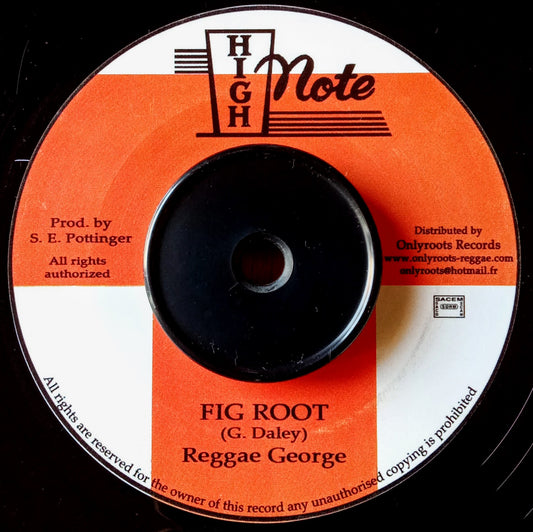 HIGH
Note
Prod. by
S. E. Pottinger
All rights
authorized
Distributed by
Onlyroots Records
www.onlyroots-reggae.com
onlyroots@hotmail.fr
SACEM
SDRM
FIG ROOT
(G. Daley)
Reggae George
All rights are reserved for the owner of this record any unauthorised copying is prohibited